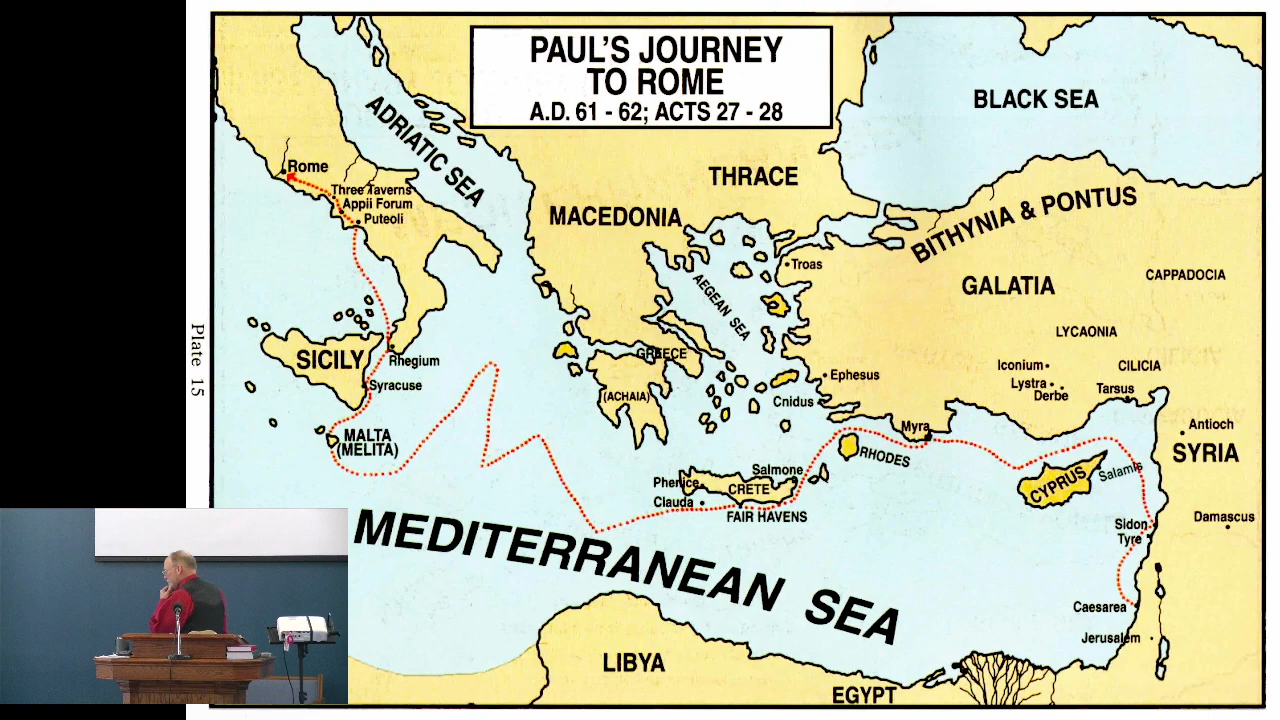 PAUL'S JOURNEY
TO ROME
A.D. 61 - 62; ACTS 27 - 28
BLACK SEA
ADRIATIC SEA
Rome
Three Taverns
Appii Forum
Puteoli
THRACE
MACEDONIA
BITHYNIA & PONTUS
Troas
AEGEAN SEA
GALATIA
CAPPADOCIA
LYCAONIA
Plate 15
SICILY
Rhegium
Syracuse
GREECE
(ACHAIA)
Ephesus
Cnidus
Iconium
CILICIA
Lystra
Derbe
Tarsus
MALTA
(MELITA)
Myra
Antioch
RHODES
SYRIA
Salmone
Phenice
CRETE
Clauda
FAIR HAVENS
CYPRUS
Salamis
Sidon
Tyre
Damascus
MEDITERRANEAN SEA
Caesarea
Jerusalem
LIBYA
EGYPT